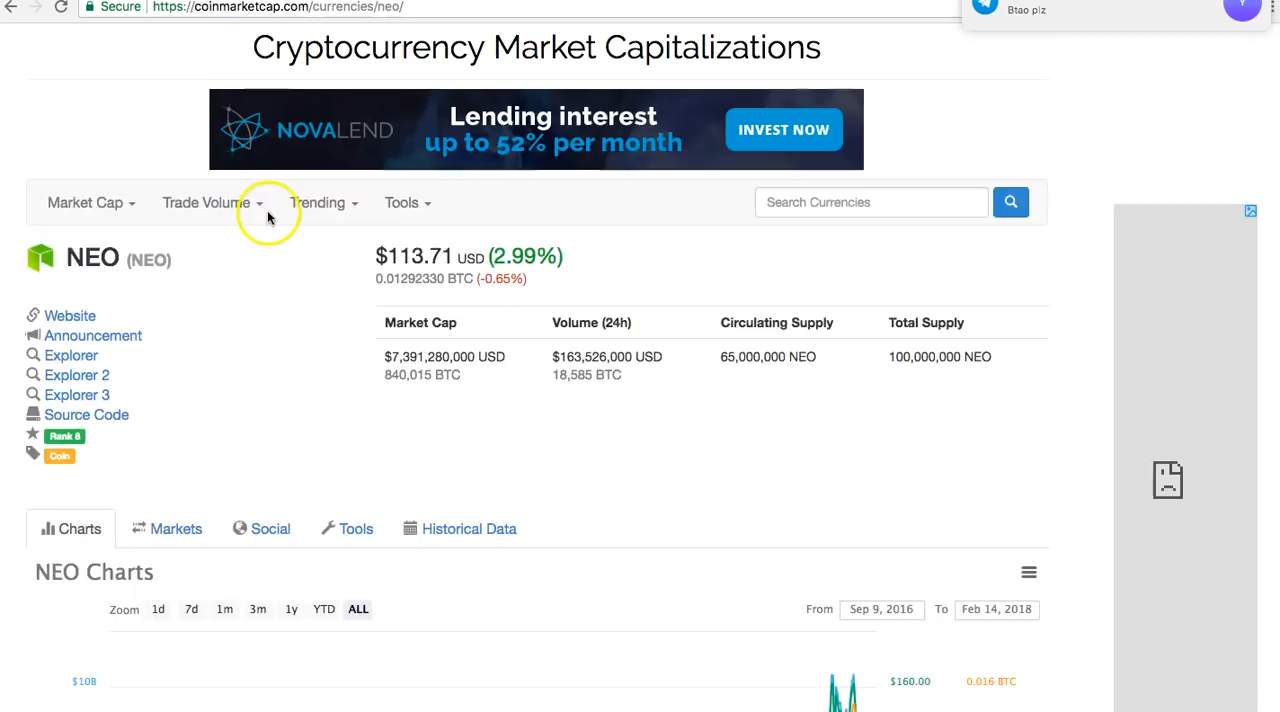 Secure https://coinmarketcap.com/currencies/neo/
Btao plz
Y
Cryptocurrency Market Capitalizations
NOVALEND
Lending interest
up to 52% per month
INVEST NOW
Market Cap Trade Volume Trending Tools
Search Currencies
NEO (NEO)
$113.71 USD (2.99%)
0.01292330 BTC (-0.65%)
Website
Announcement
Explorer
Explorer 2
Explorer 3
Source Code
Rank 8
Coin
Market Cap Volume (24h) Circulating Supply Total Supply
$7,391,280,000 USD $163,526,000 USD 65,000,000 NEO 100,000,000 NEO
840,015 BTC 18,585 BTC
Charts Markets Social Tools Historical Data
NEO Charts
Zoom 1d 7d 1m 3m 1y YTD ALL From Sep 9, 2016 To Feb 14, 2018
$10B $160.00 0.016 BTC